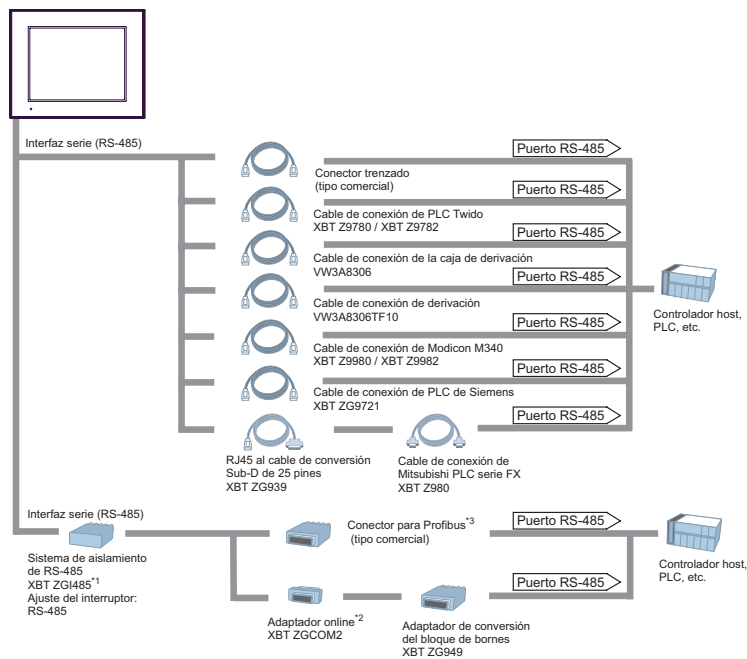 Interfaz serie (RS-485)
Puerto RS-485
Conector trenzado
(tipo comercial)
Puerto RS-485
Cable de conexión de PLC Twido
XBT Z9780 / XBT Z9782
Puerto RS-485
Cable de conexión de la caja de derivación
VW3A8306
Puerto RS-485
Cable de conexión de derivación
VW3A8306TF10
Controlador host,
PLC, etc.
Puerto RS-485
Cable de conexión de Modicon M340
XBT Z9980 / XBT Z9982
Puerto RS-485
Cable de conexión de PLC de Siemens
XBT ZG9721
Puerto RS-485
RJ45 al cable de conversión
Sub-D de 25 pines
XBT ZG939
Cable de conexión de
Mitsubishi PLC serie FX
XBT Z980
Interfaz serie (RS-485)
Sistema de aislamiento
de RS-485
XBT ZGI485*1
Ajuste del interruptor:
RS-485
Conector para Profibus*3
(tipo comercial)
Puerto RS-485
Controlador host,
PLC, etc.
Puerto RS-485
Adaptador online*2
XBT ZGCOM2
Adaptador de conversión
del bloque de bornes
XBT ZG949